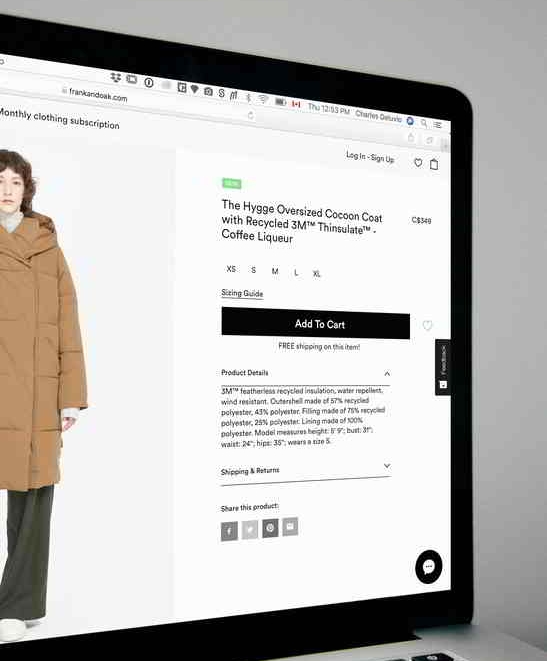 frankandoak.com
Thu 12:53 PM Charles Deluvio
Monthly clothing subscription
Log In - Sign Up
NEW
The Hygge Oversized Cocoon Coat
with Recycled 3M™ Thinsulate™ -
Coffee Liqueur
C$349
XS S M L XL
Sizing Guide
Add To Cart
FREE shipping on this item!
Feedback
Product Details
3M™ featherless recycled insulation, water repellent,
wind resistant. Outershell made of 57% recycled
polyester, 43% polyester. Filling made of 75% recycled
polyester, 25% polyester. Lining made of 100%
polyester. Model measures height: 5' 9"; bust: 31";
waist: 24"; hips: 35"; wears a size S.
Shipping & Returns
Share this product: